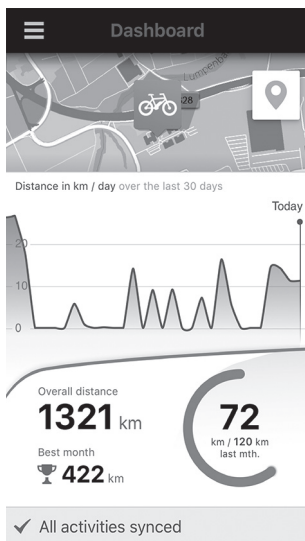 Dashboard
Lumpenb
28
Distance in km / day over the last 30 days
Today
20
10
0
Overall distance
1321 km
Best month
422 km
72
km / 120 km
last mth.
All activities synced